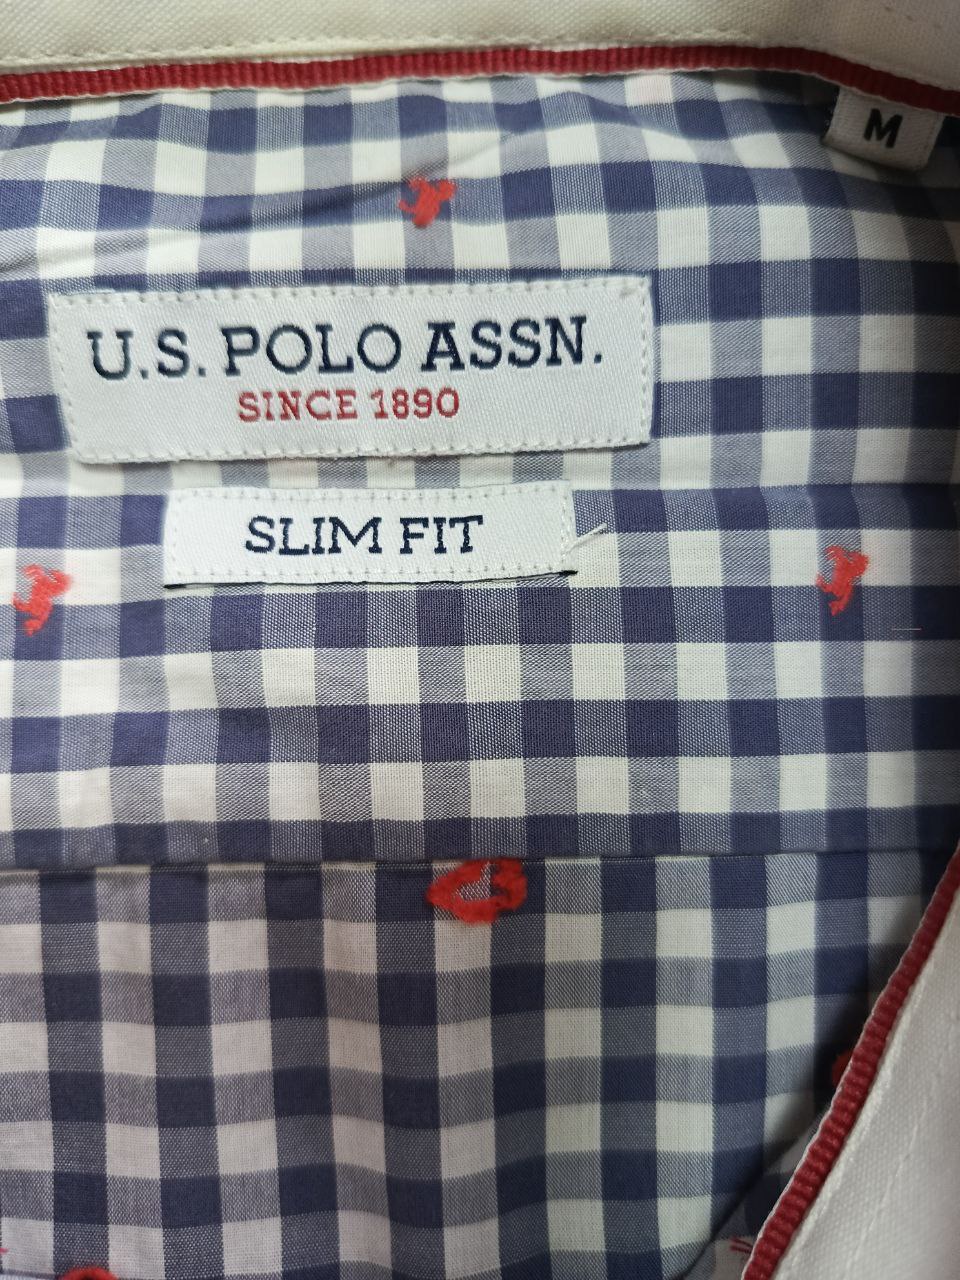 M
U.S. POLO ASSN.
SINCE 1890
SLIM FIT